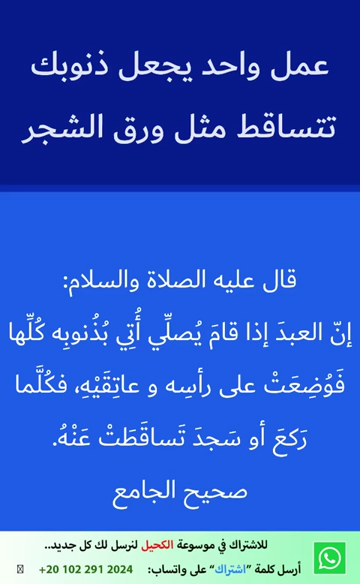 عمل واحد يجعل ذنوبك
تتساقط مثل ورق الشجر
قال عليه الصلاة والسلام:
إنّ العبدَ إذا قامَ يُصلِّي أُتِي بُذُنوبِه كُلِّها
فَوُضِعَتْ على رأسِه و عاتِقَيْهِ، فكُلَّما
رَكعَ أو سَجدَ تَساقَطَتْ عَنْهُ.
صحيح الجامع
للاشتراك في موسوعة الكحيل لنرسل لك كل جديد..
أرسل كلمة "اشتراك" على واتساب: +20 102 291 2024